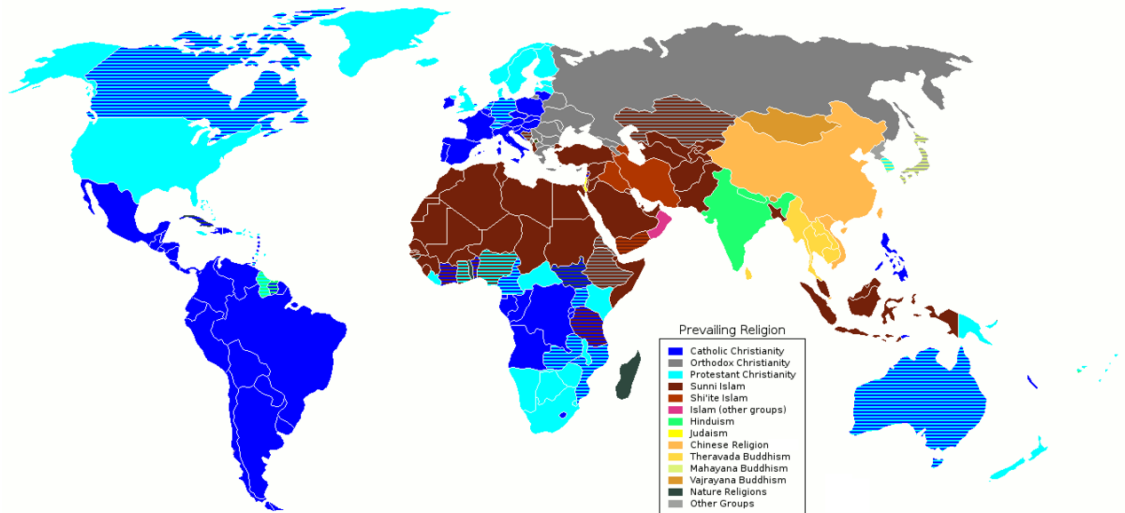 Prevailing Religion
Catholic Christianity
Orthodox Christianity
Protestant Christianity
Sunni Islam
Shi'ite Islam
Islam (other groups)
Hinduism
Judaism
Chinese Religion
Theravada Buddhism
Mahayana Buddhism
Vajrayana Buddhism
Nature Religions
Other Groups